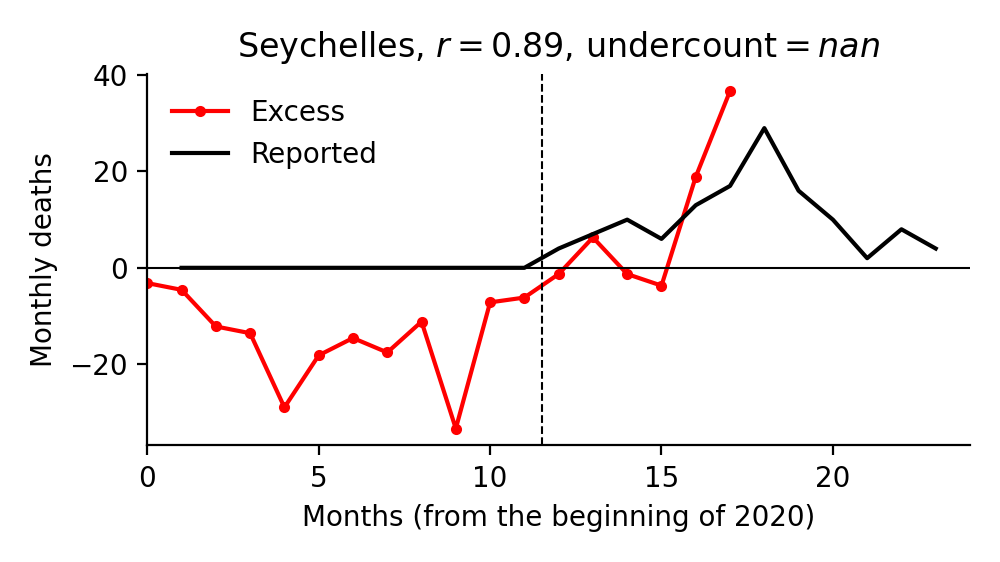 Seychelles, r = 0.89, undercount = nan
Excess
Reported
Monthly deaths
40
20
0
−20
0 5 10 15 20
Months (from the beginning of 2020)